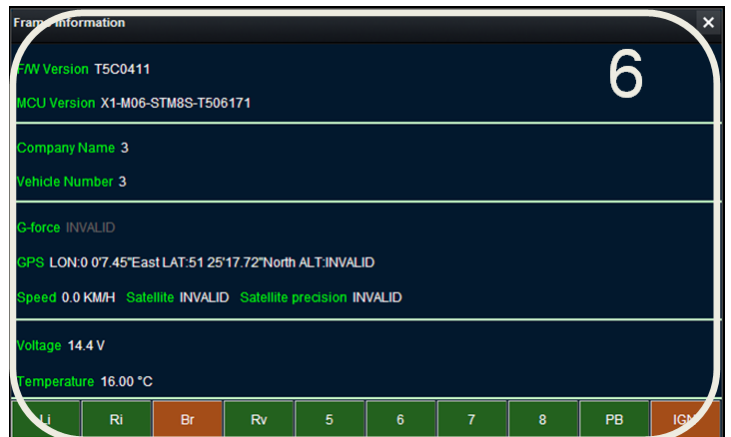 Frame Information
6
F/W Version T5C0411
MCU Version X1-M06-STM8S-T506171
Company Name 3
Vehicle Number 3
G-force INVALID
GPS LON:0 0'7.45"East LAT:51 25'17.72"North ALT:INVALID
Speed 0.0 KM/H Satellite INVALID Satellite precision INVALID
Voltage 14.4 V
Temperature 16.00 °C
Li Ri Br Rv 5 6 7 8 PB IGN